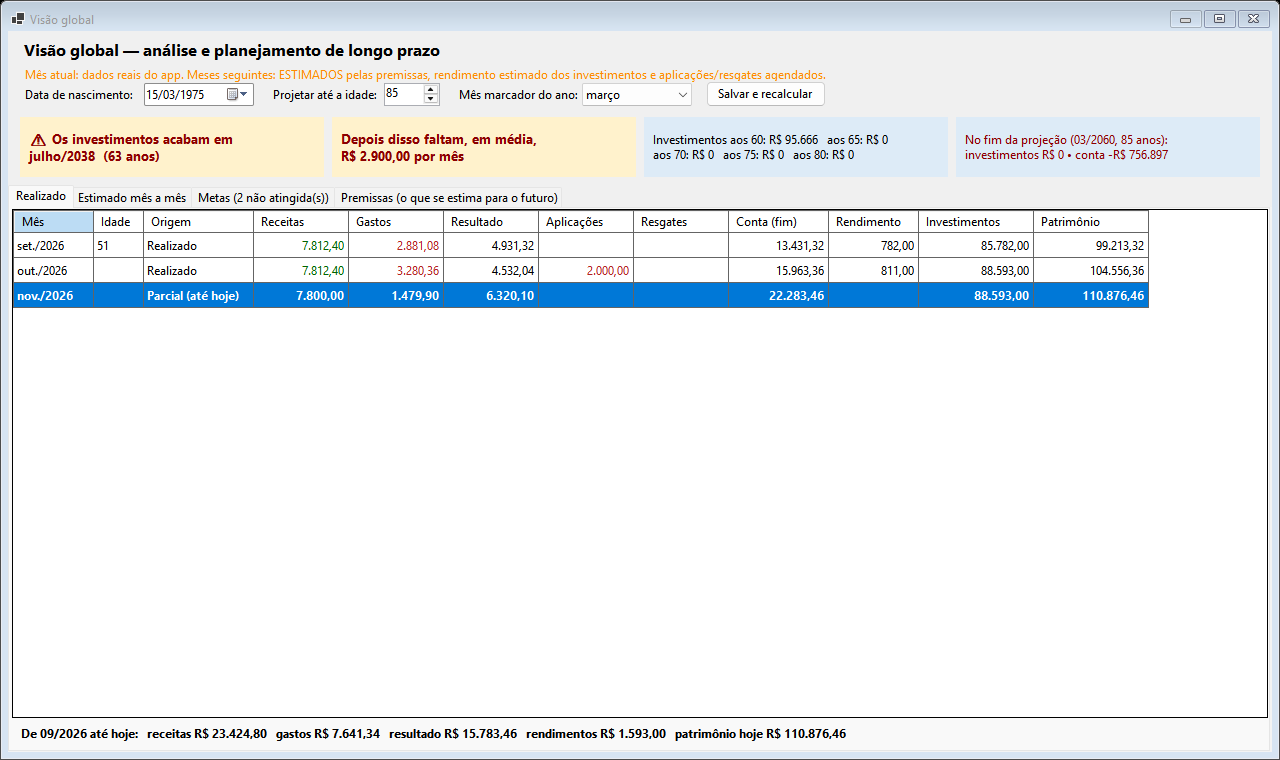 Visão global
Visão global — análise e planejamento de longo prazo
Mês atual: dados reais do app. Meses seguintes: ESTIMADOS pelas premissas, rendimento estimado dos investimentos e aplicações/resgates agendados.
Data de nascimento: 15/03/1975 Projetar até a idade: 85 Mês marcador do ano: março Salvar e recalcular
⚠ Os investimentos acabam em
julho/2038 (63 anos)
Depois disso faltam, em média,
R$ 2.900,00 por mês
Investimentos aos 60: R$ 95.666 aos 65: R$ 0
aos 70: R$ 0 aos 75: R$ 0 aos 80: R$ 0
No fim da projeção (03/2060, 85 anos):
investimentos R$ 0 • conta -R$ 756.897
Realizado Estimado mês a mês Metas (2 não atingida(s)) Premissas (o que se estima para o futuro)
Mês Idade Origem Receitas Gastos Resultado Aplicações Resgates Conta (fim) Rendimento Investimentos Patrimônio
set./2026 51 Realizado 7.812,40 2.881,08 4.931,32 13.431,32 782,00 85.782,00 99.213,32
out./2026 Realizado 7.812,40 3.280,36 4.532,04 2.000,00 15.963,36 811,00 88.593,00 104.556,36
nov./2026 Parcial (até hoje) 7.800,00 1.479,90 6.320,10 22.283,46 88.593,00 110.876,46
De 09/2026 até hoje: receitas R$ 23.424,80 gastos R$ 7.641,34 resultado R$ 15.783,46 rendimentos R$ 1.593,00 patrimônio hoje R$ 110.876,46